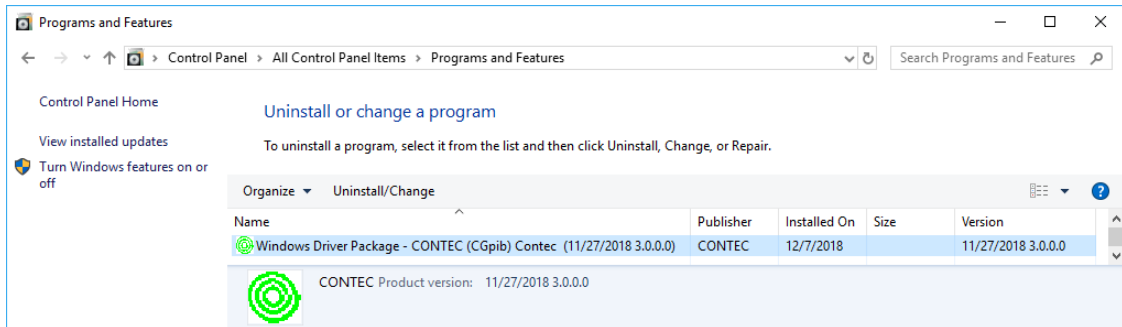 Programs and Features
Control Panel > All Control Panel Items > Programs and Features
Search Programs and Features
Control Panel Home
View installed updates
Turn Windows features on or
off
Uninstall or change a program
To uninstall a program, select it from the list and then click Uninstall, Change, or Repair.
Organize Uninstall/Change
Name Publisher Installed On Size Version
Windows Driver Package - CONTEC (CGpib) Contec (11/27/2018 3.0.0.0) CONTEC 12/7/2018 11/27/2018 3.0.0.0
CONTEC Product version: 11/27/2018 3.0.0.0